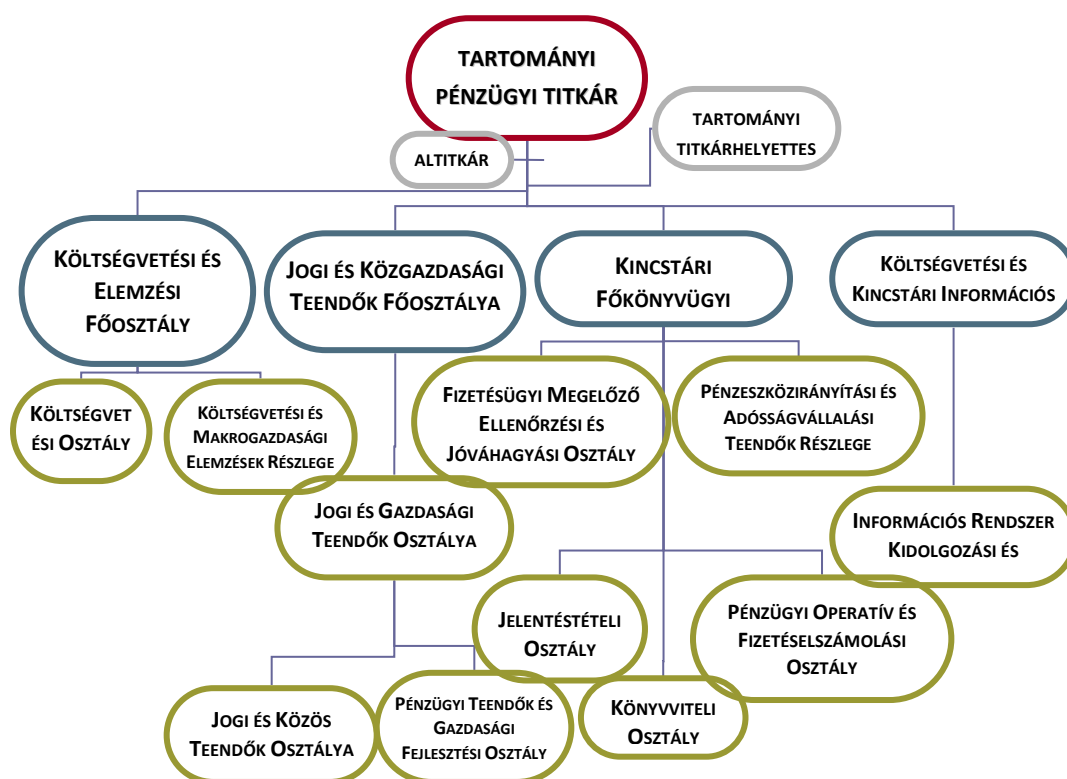 TARTOMÁNYI
PÉNZÜGYI TITKÁR
TARTOMÁNYI
TITKÁRHELYETTES
ALTITKÁR
KÖLTSÉGVETÉSI ÉS
ELEMZÉSI
FŐOSZTÁLY
JOGI ÉS KÖZGAZDASÁGI
TEENDŐK FŐOSZTÁLYA
KINCSTÁRI
FŐKÖNYVÜGYI
KÖLTSÉGVETÉSI ÉS
KINCSTÁRI INFORMÁCIÓS
KÖLTSÉGVET
ÉSI OSZTÁLY
KÖLTSÉGVETÉSI ÉS
MAKROGAZDASÁGI
ELEMZÉSEK RÉSZLEGE
FIZETÉSÜGYI MEGELŐZŐ
ELLENŐRZÉSI ÉS
JÓVÁHAGYÁSI OSZTÁLY
PÉNZESZKÖZIRÁNYÍTÁSI ÉS
ADÓSSÁGVÁLLALÁSI
TEENDŐK RÉSZLEGE
JOGI ÉS GAZDASÁGI
TEENDŐK OSZTÁLYA
INFORMÁCIÓS RENDSZER
KIDOLGOZÁSI ÉS
JELENTÉSTÉTELI
OSZTÁLY
PÉNZÜGYI OPERATÍV ÉS
FIZETÉSELSZÁMOLÁSI
OSZTÁLY
JOGI ÉS KÖZÖS
TEENDŐK OSZTÁLYA
PÉNZÜGYI TEENDŐK ÉS
GAZDASÁGI
FEJLESZTÉSI OSZTÁLY
KÖNYVVITELI
OSZTÁLY